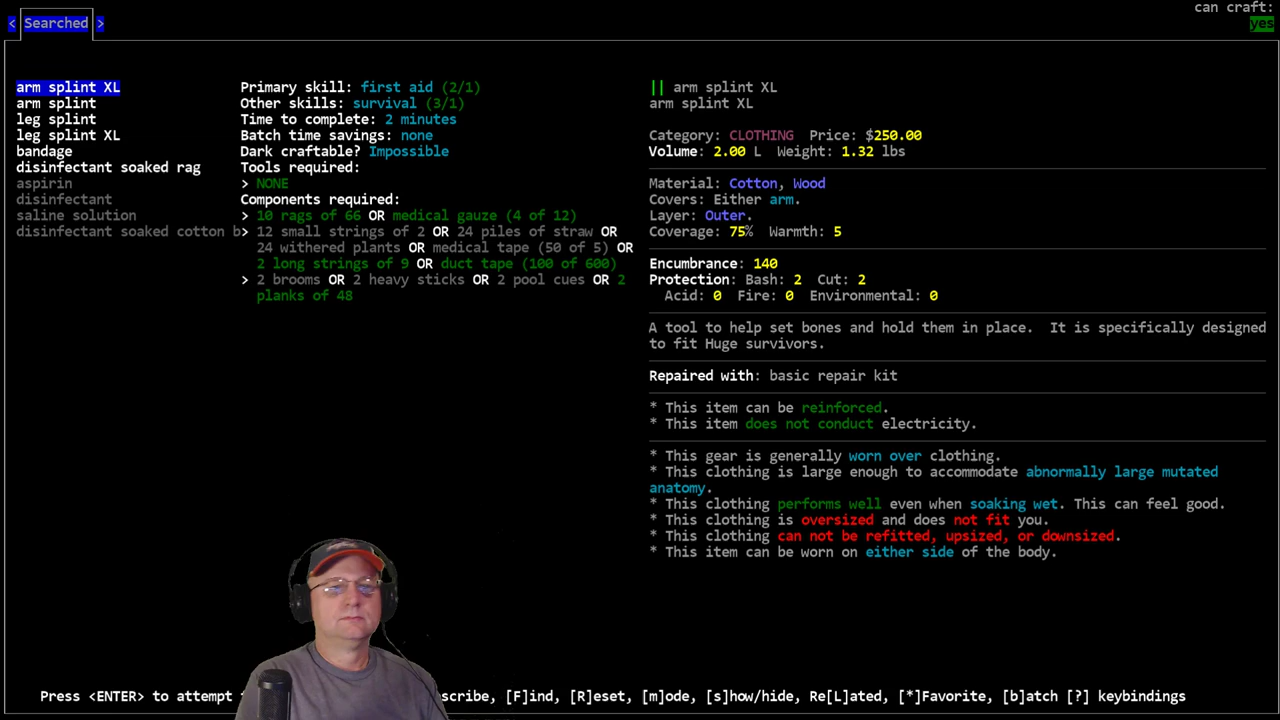 can craft:
< Searched >
yes
arm splint XL
arm splint
leg splint
leg splint XL
bandage
disinfectant soaked rag
aspirin
disinfectant
saline solution
disinfectant soaked cotton b
Primary skill: first aid (2/1)
Other skills: survival (3/1)
Time to complete: 2 minutes
Batch time savings: none
Dark craftable? Impossible
Tools required:
> NONE
Components required:
> 10 rags of 66 OR medical gauze (4 of 12)
> 12 small strings of 2 OR 24 piles of straw OR
24 withered plants OR medical tape (50 of 5) OR
2 long strings of 9 OR duct tape (100 of 600)
> 2 brooms OR 2 heavy sticks OR 2 pool cues OR 2
planks of 48
|| arm splint XL
arm splint XL
Category: CLOTHING Price: $250.00
Volume: 2.00 L Weight: 1.32 lbs
Material: Cotton, Wood
Covers: Either arm.
Layer: Outer.
Coverage: 75% Warmth: 5
Encumbrance: 140
Protection: Bash: 2 Cut: 2
Acid: 0 Fire: 0 Environmental: 0
A tool to help set bones and hold them in place. It is specifically designed
to fit Huge survivors.
Repaired with: basic repair kit
* This item can be reinforced.
* This item does not conduct electricity.
* This gear is generally worn over clothing.
* This clothing is large enough to accommodate abnormally large mutated
anatomy.
* This clothing performs well even when soaking wet. This can feel good.
* This clothing is oversized and does not fit you.
* This clothing can not be refitted, upsized, or downsized.
* This item can be worn on either side of the body.
Press <ENTER> to attempt scribe, [F]ind, [R]eset, [m]ode, [s]how/hide, Re[L]ated, [*]Favorite, [b]atch [?] keybindings